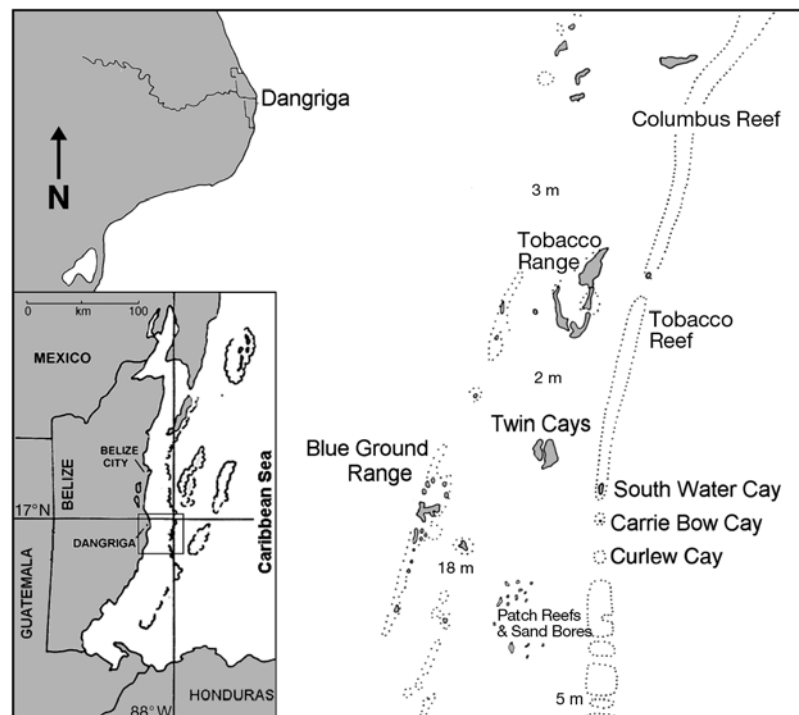 Dangriga
N
Columbus Reef
3 m
Tobacco
Range
Tobacco
Reef
2 m
Twin Cays
Blue Ground
Range
South Water Cay
Carrie Bow Cay
Curlew Cay
18 m
Patch Reefs
& Sand Bores
5 m
0 100
km
MEXICO
BELIZE
CITY
BELIZE
Caribbean Sea
17°N
DANGRIGA
GUATEMALA
HONDURAS
88°W